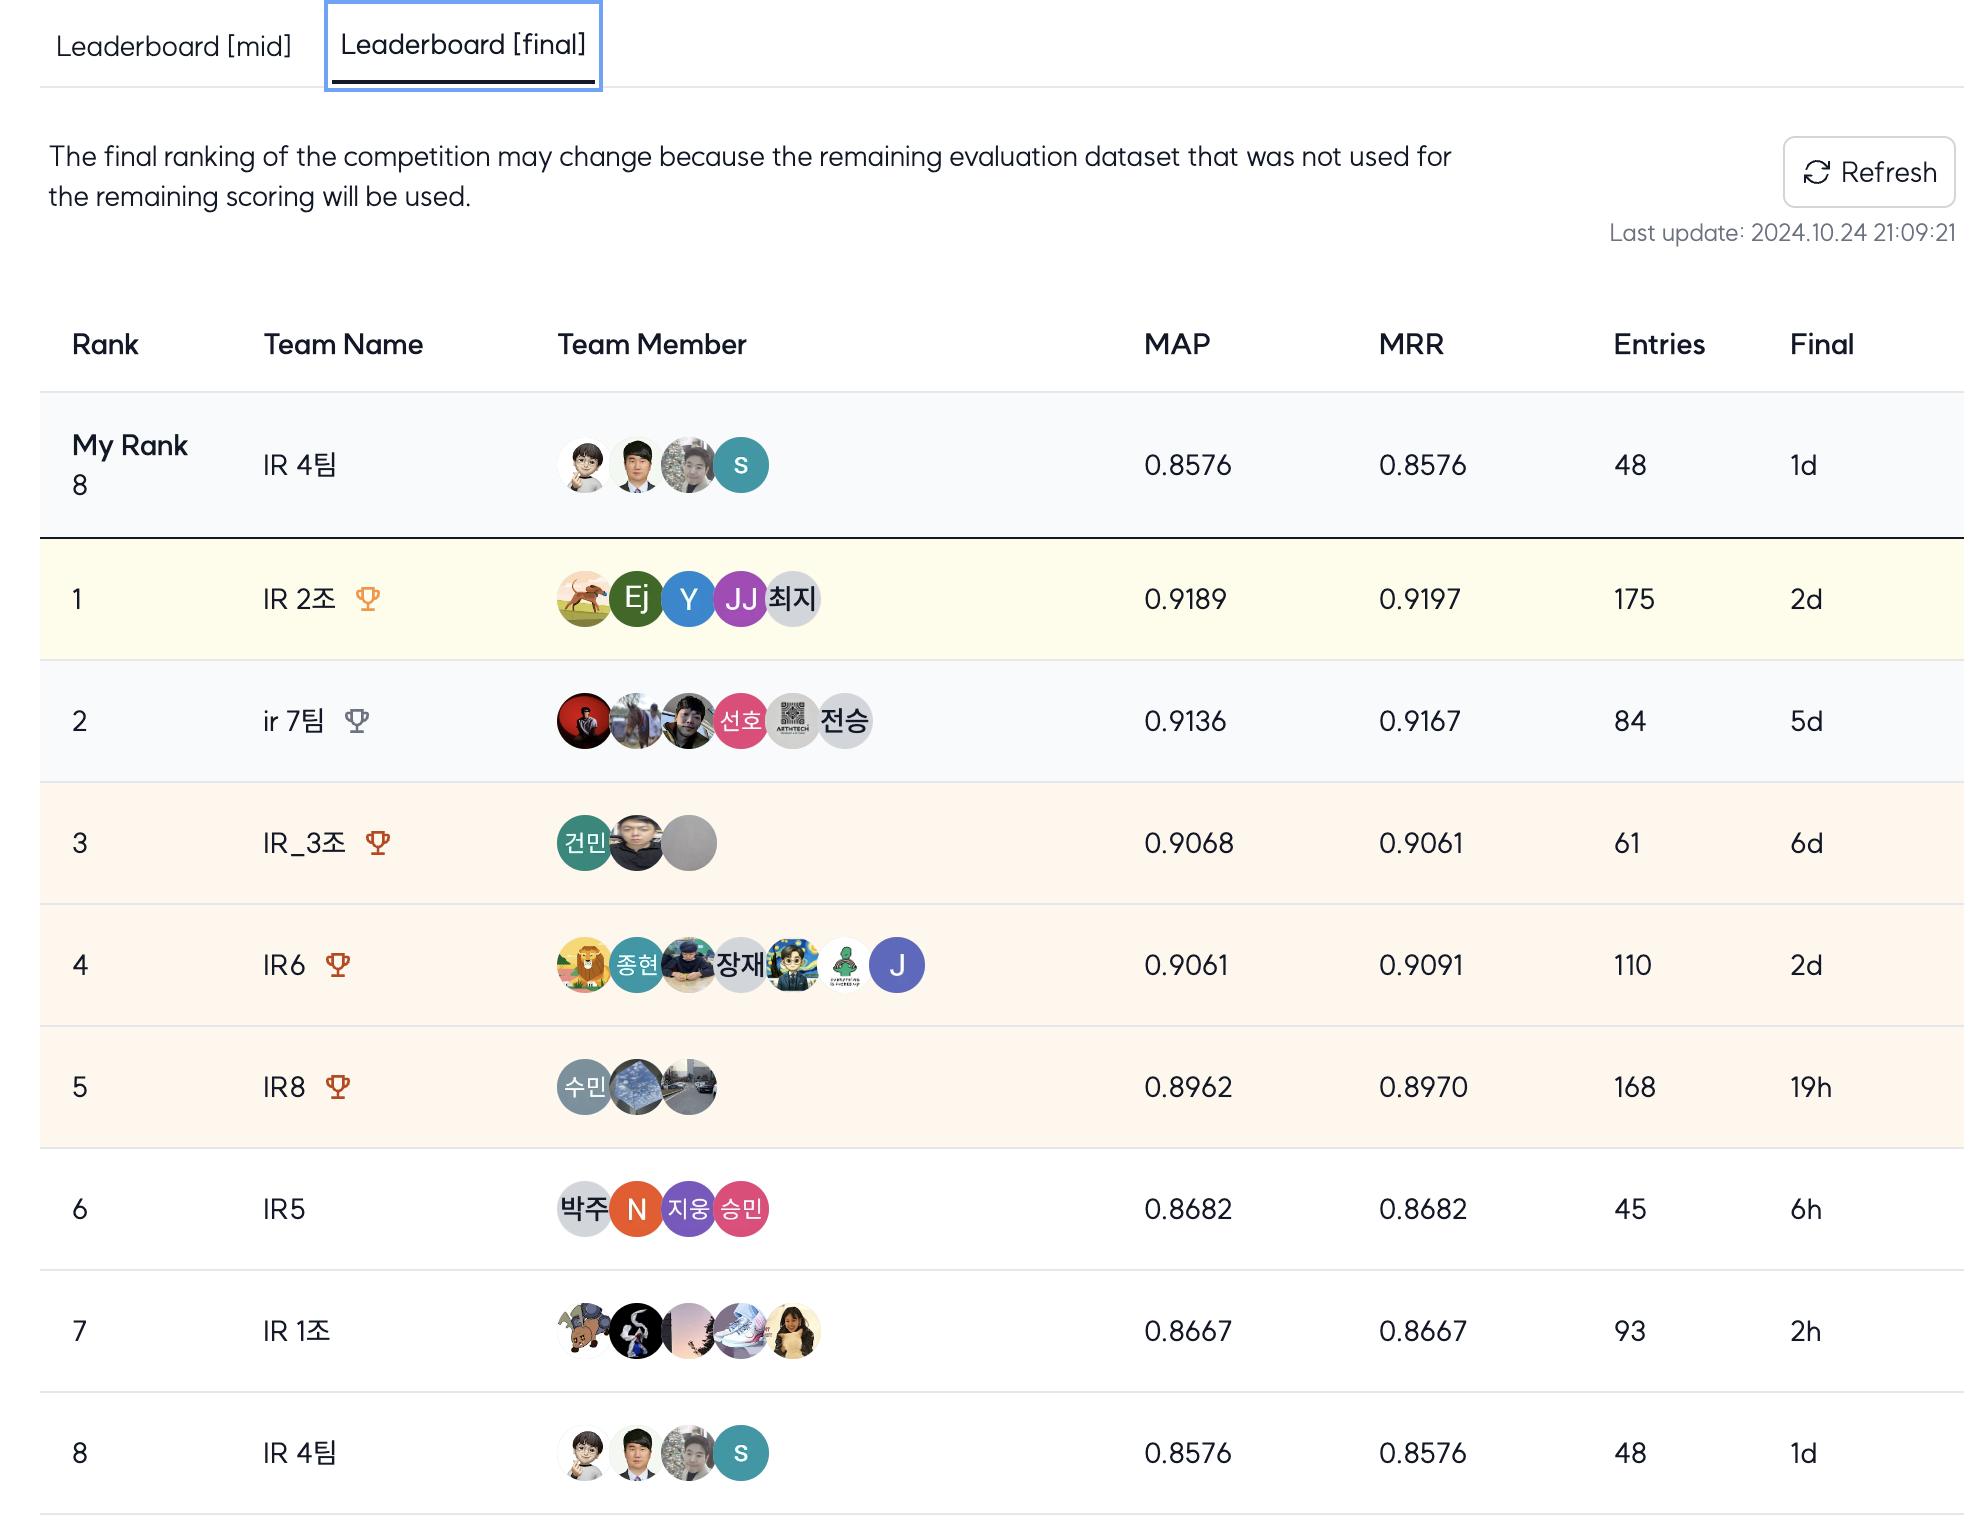 Leaderboard [mid] Leaderboard [final]
The final ranking of the competition may change because the remaining evaluation dataset that was not used for
the remaining scoring will be used.
Refresh
Last update: 2024.10.24 21:09:21
Rank Team Name Team Member MAP MRR Entries Final
My Rank
8 IR 4팀 s 0.8576 0.8576 48 1d
1 IR 2조 Ej Y JJ 최지 0.9189 0.9197 175 2d
2 ir 7팀 선호 ARTHTECH 전승 0.9136 0.9167 84 5d
3 IR_3조 건민 0.9068 0.9061 61 6d
4 IR6 종현 장재 J 0.9061 0.9091 110 2d
5 IR8 수민 0.8962 0.8970 168 19h
6 IR5 박주 N 지웅 승민 0.8682 0.8682 45 6h
7 IR 1조 0.8667 0.8667 93 2h
8 IR 4팀 s 0.8576 0.8576 48 1d